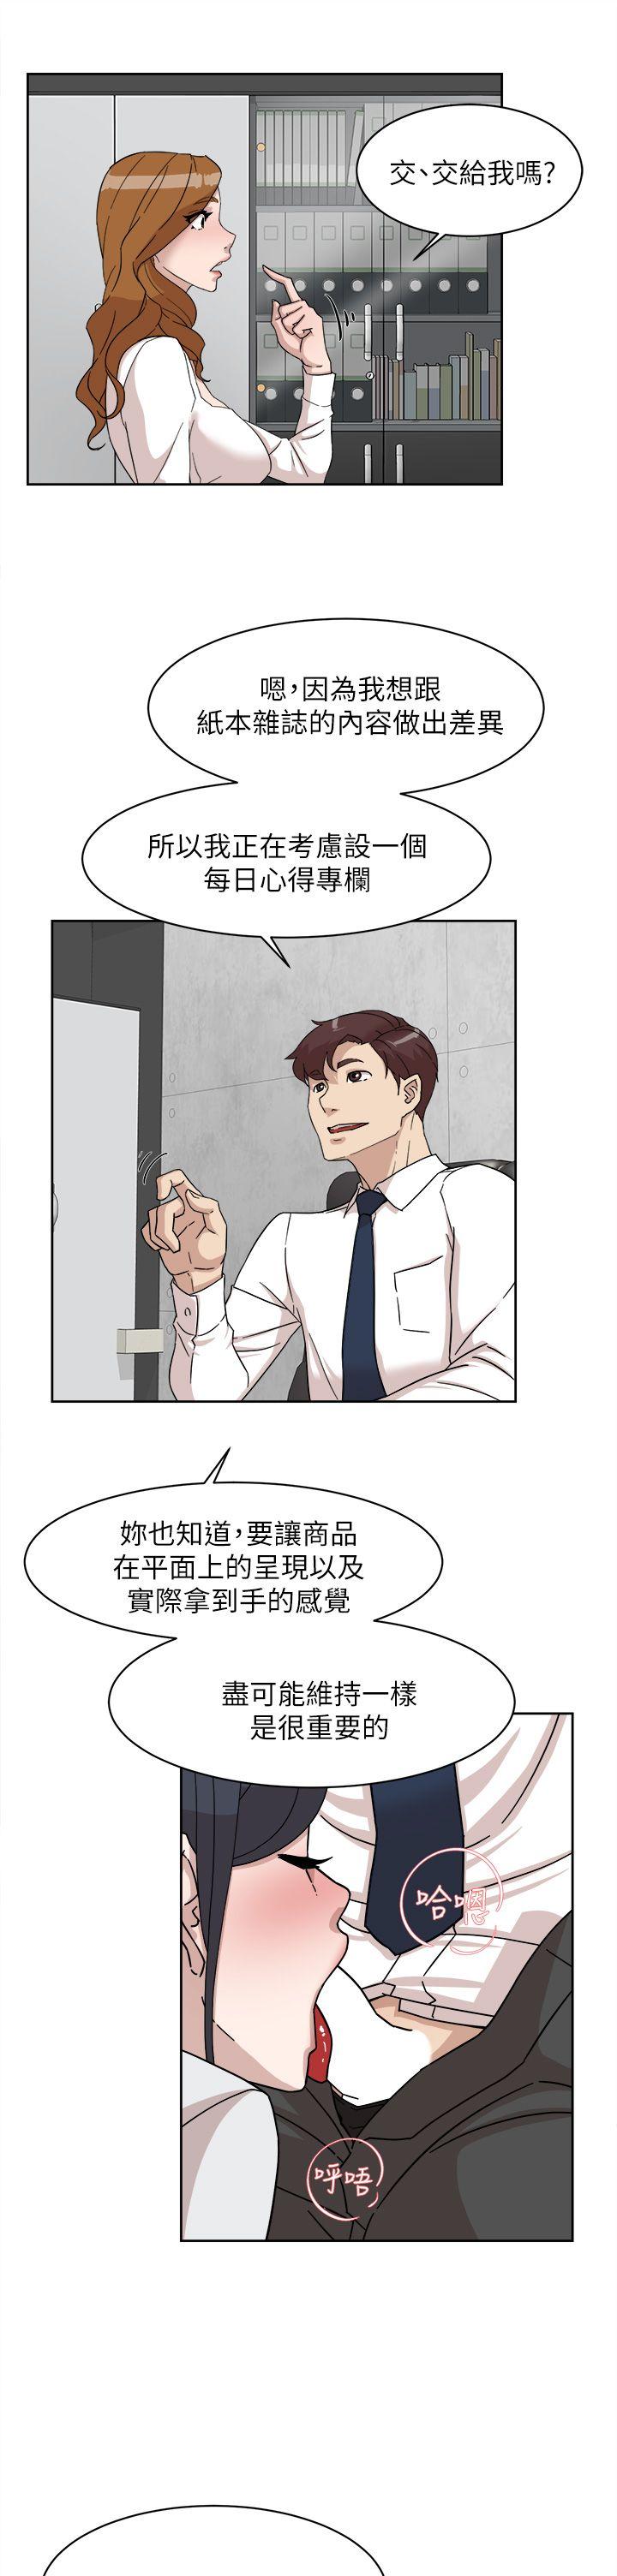 交、交給我嗎?
嗯，因為我想跟
紙本雜誌的內容做出差異
所以我正在考慮設一個
每日心得專欄
妳也知道，要讓商品
在平面上的呈現以及
實際拿到手的感覺
盡可能維持一樣
是很重要的
哈嗯
呼唔